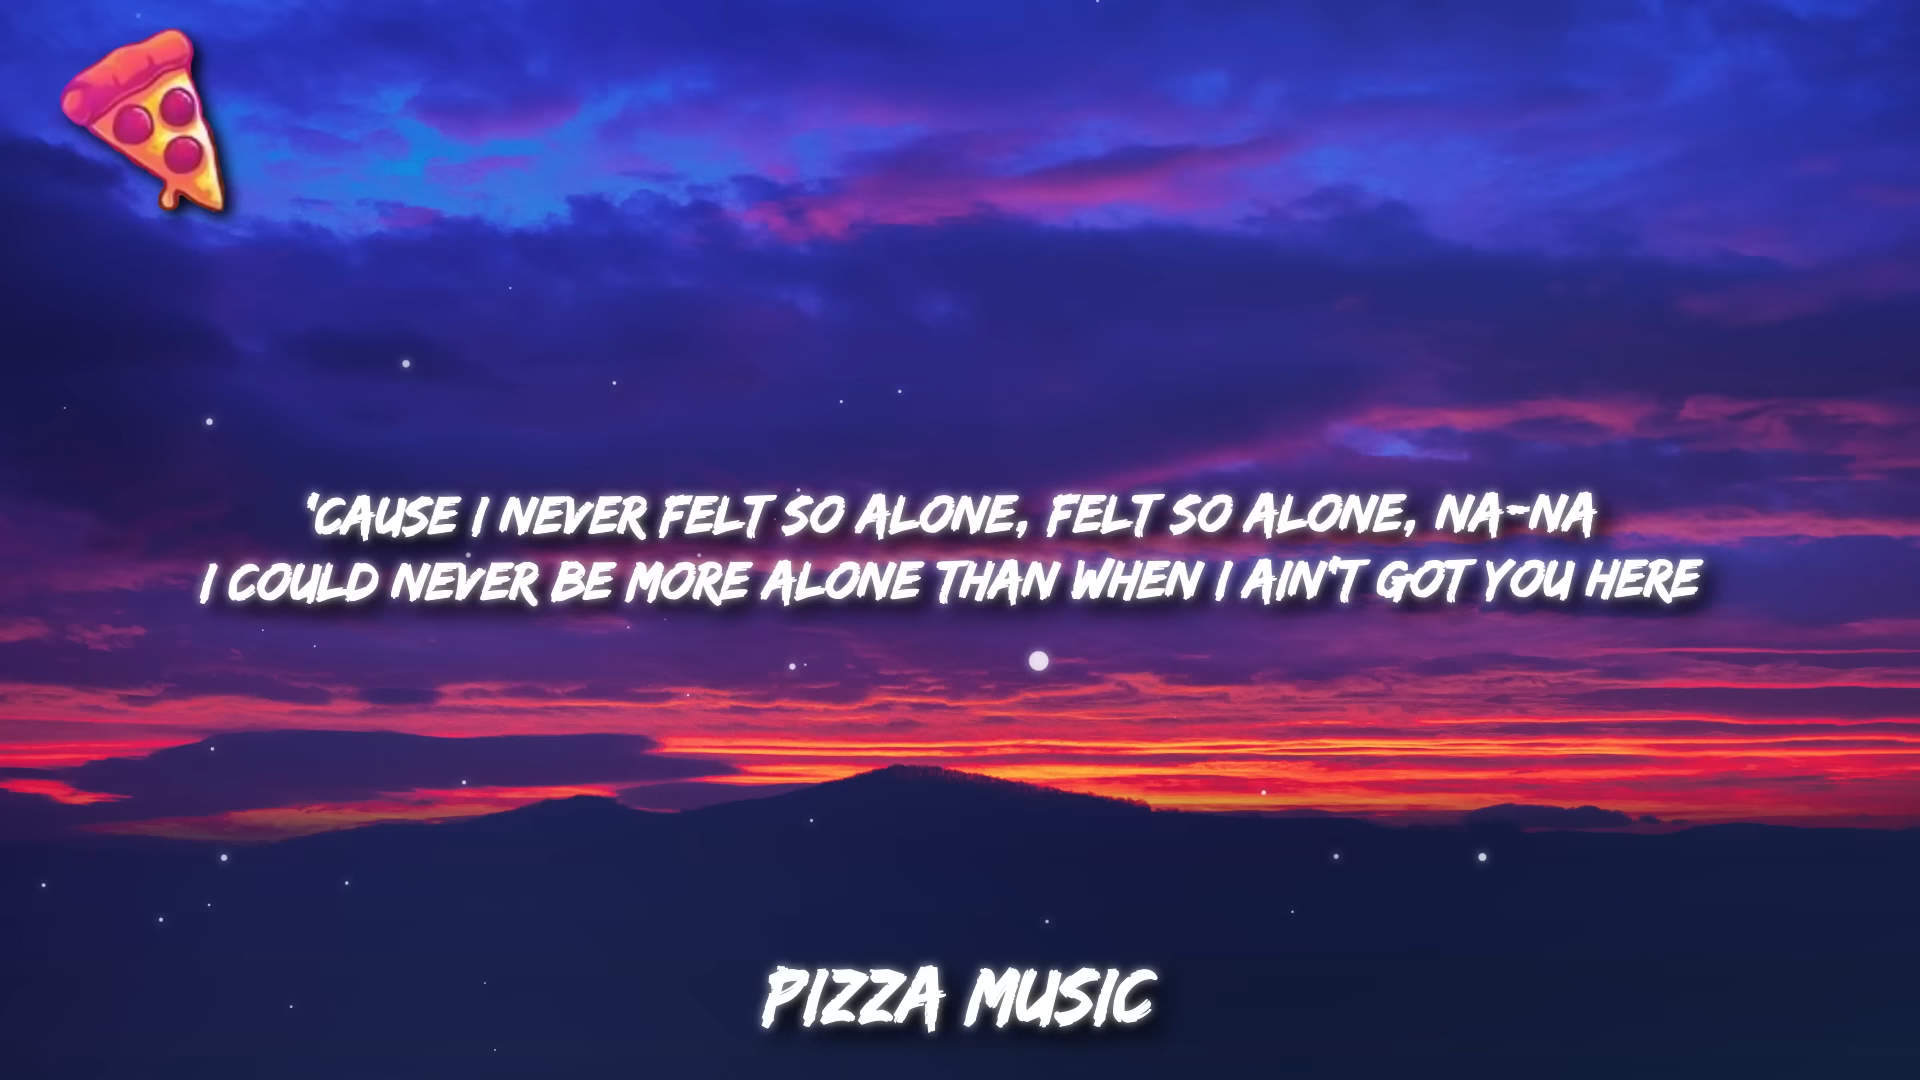 'CAUSE I NEVER FELT SO ALONE, FELT SO ALONE, NA-NA
I COULD NEVER BE MORE ALONE THAN WHEN I AIN'T GOT YOU HERE
PIZZA MUSIC